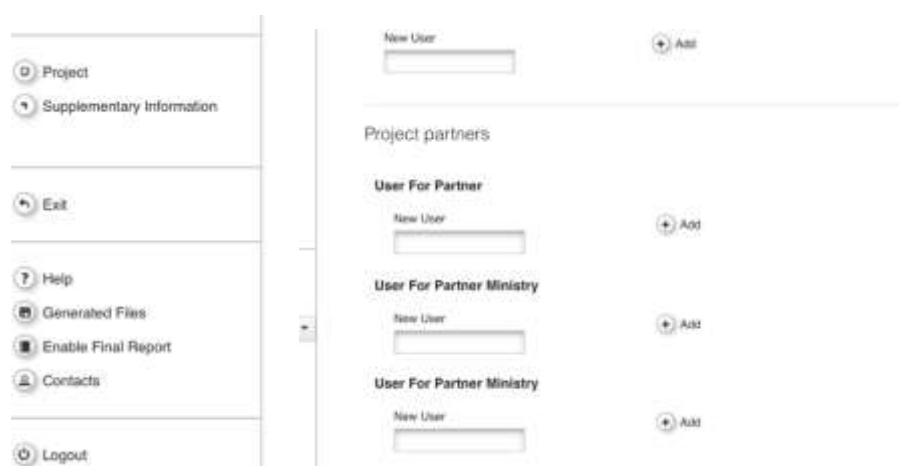 Project
Supplementary Information
Exit
Help
Generated Files
Enable Final Report
Contacts
Logout
New User
Add
Project partners
User For Partner
New User
Add
User For Partner Ministry
New User
Add
User For Partner Ministry
New User
Add